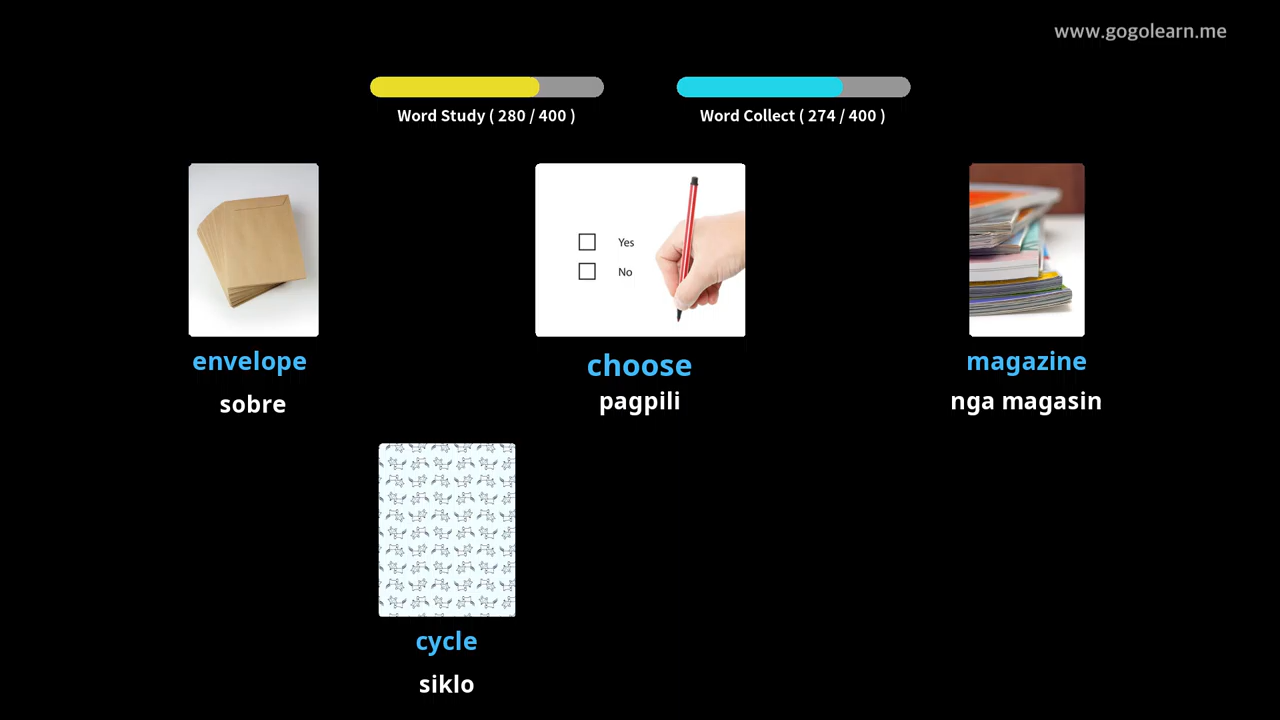 www.gogolearn.me
Word Study ( 280 / 400 )
Word Collect ( 274 / 400 )
Yes
No
envelope
choose
magazine
sobre
pagpili
nga magasin
cycle
siklo